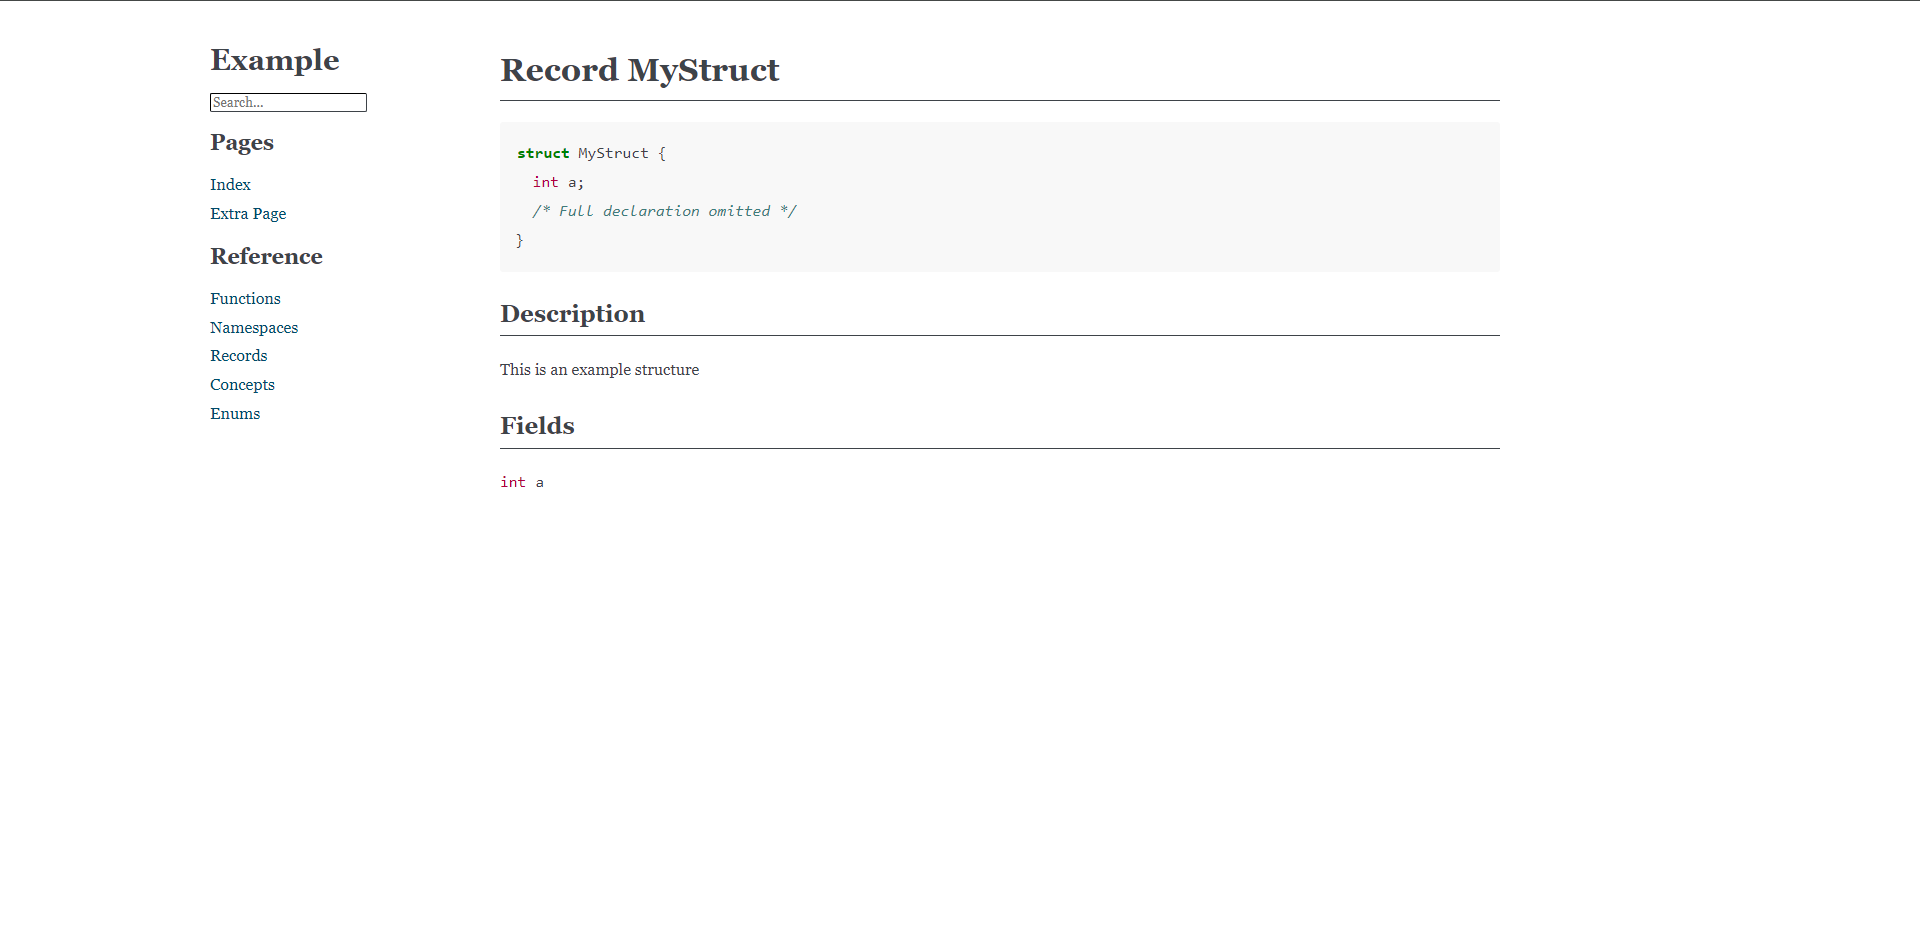 Example
Search...
Pages
Index
Extra Page
Reference
Functions
Namespaces
Records
Concepts
Enums
Record MyStruct
struct MyStruct {
int a;
/* Full declaration omitted */
}
Description
This is an example structure
Fields
int a